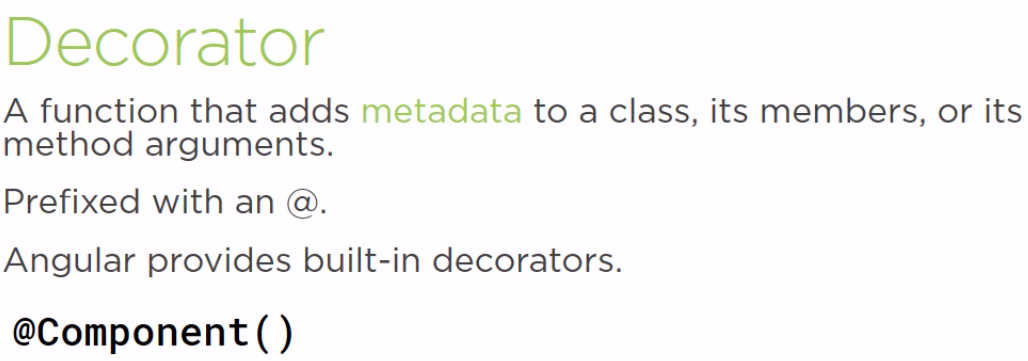 Decorator
A function that adds metadata to a class, its members, or its
method arguments.
Prefixed with an @.
Angular provides built-in decorators.
@Component()